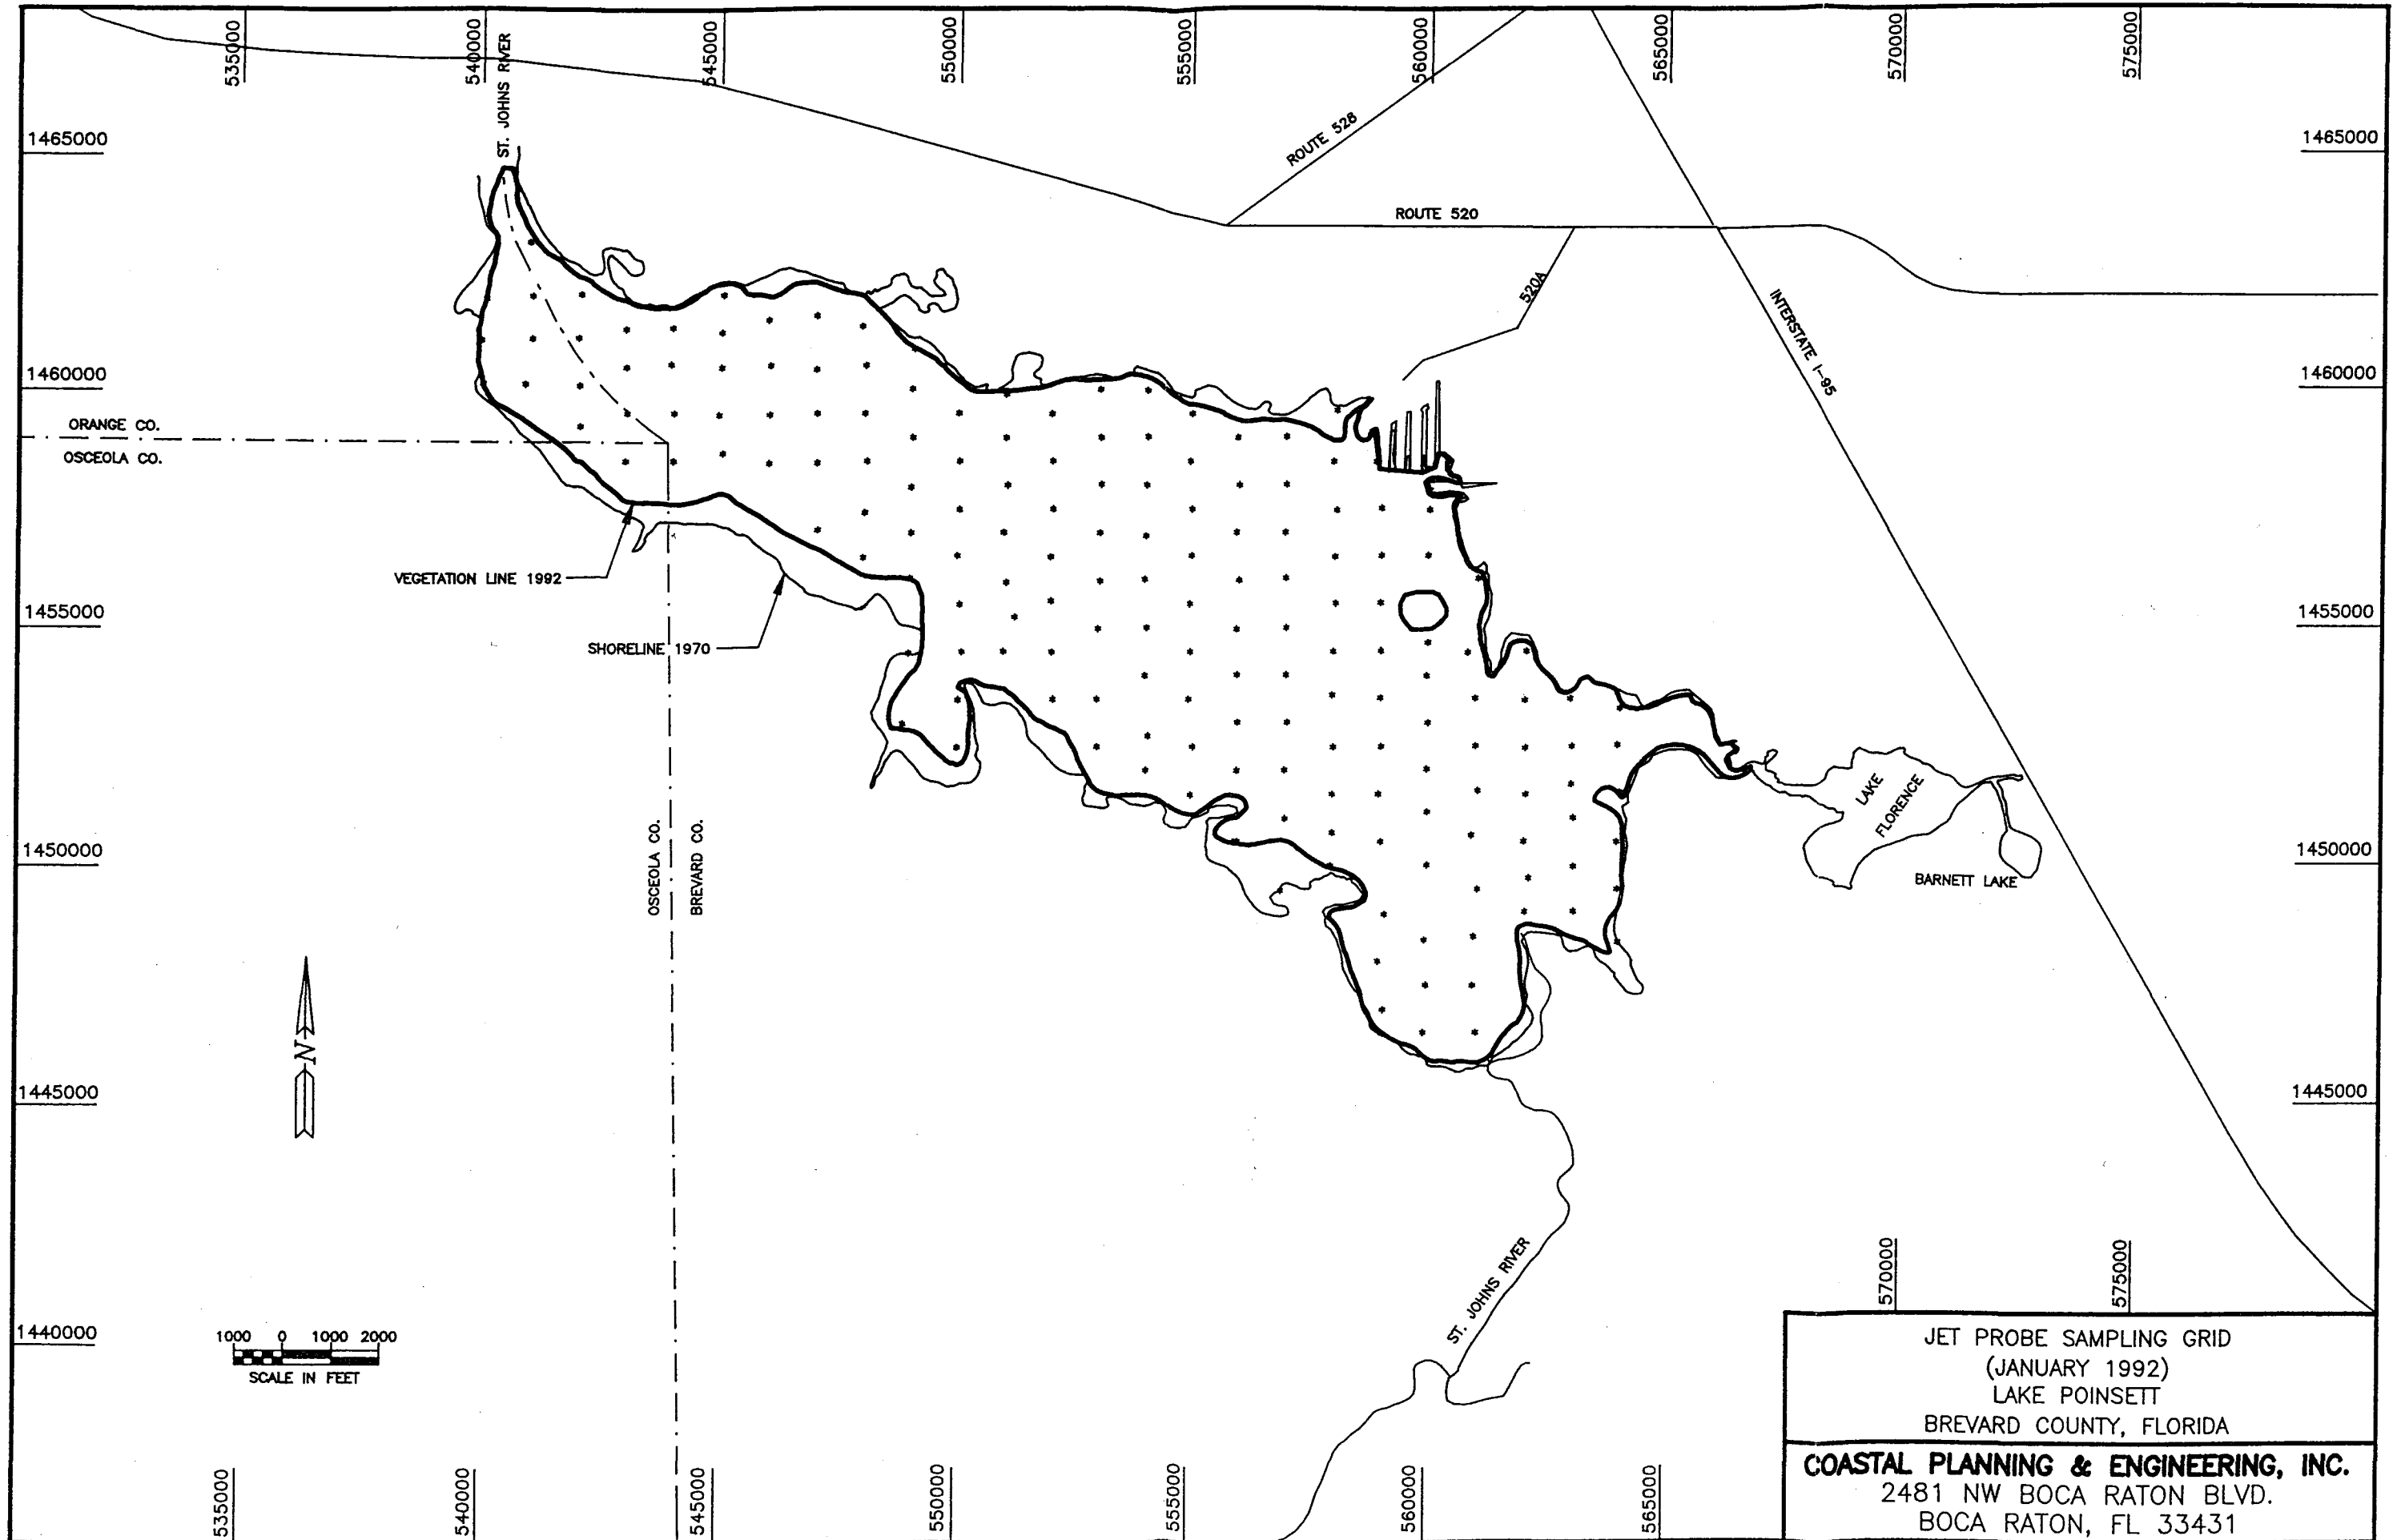 535000
540000
545000
550000
555000
560000
565000
570000
575000
ST. JOHNS RIVER
1465000
1465000
ROUTE 528
ROUTE 520
520A
INTERSTATE I-95
1460000
1460000
ORANGE CO.
OSCEOLA CO.
VEGETATION LINE 1992
SHORELINE 1970
1455000
1455000
LAKE
FLORENCE
BARNETT LAKE
1450000
1450000
OSCEOLA CO.
BREVARD CO.
N
1445000
1445000
ST. JOHNS RIVER
1440000
1000 0 1000 2000
SCALE IN FEET
570000
575000
535000
540000
545000
550000
555000
560000
565000
JET PROBE SAMPLING GRID
(JANUARY 1992)
LAKE POINSETT
BREVARD COUNTY, FLORIDA
COASTAL PLANNING & ENGINEERING, INC.
2481 NW BOCA RATON BLVD.
BOCA RATON, FL 33431